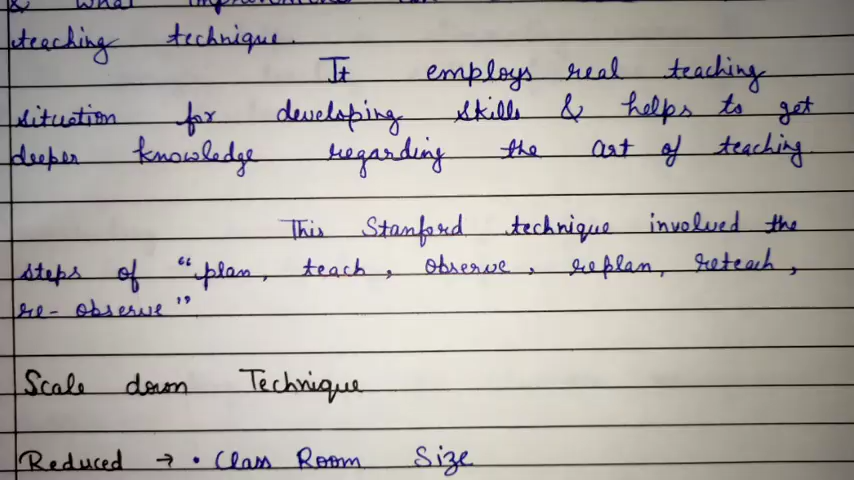 & what
teaching technique.
It employs real teaching
situation for developing skills & helps to get
deeper knowledge regarding the art of teaching
This Stanford technique involved the
steps of "plan, teach, observe, replan, reteach,
re-observe"
Scale down Technique
Reduced → • Class Room Size